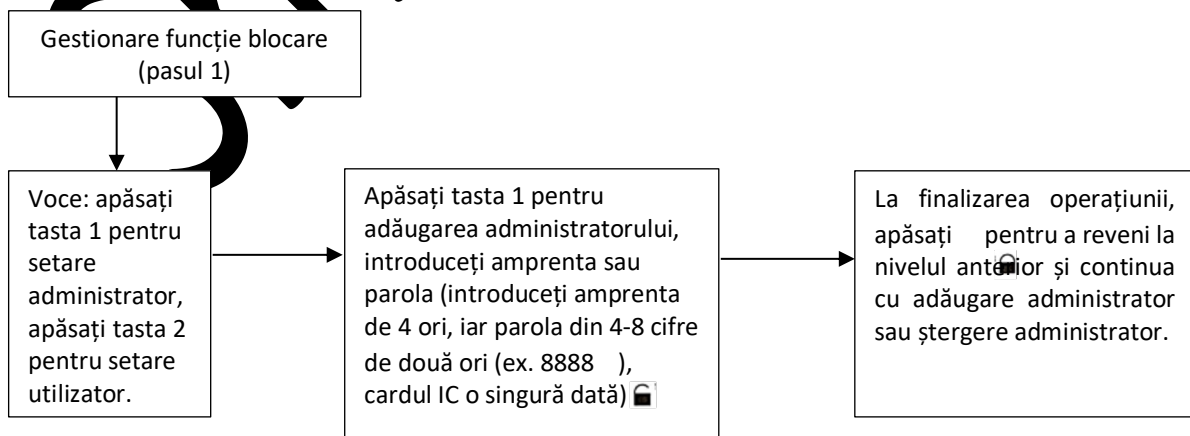 Gestionare funcție blocare
(pasul 1)
Voce: apăsați
tasta 1 pentru
setare
administrator,
apăsați tasta 2
pentru setare
utilizator.
Apăsați tasta 1 pentru
adăugarea administratorului,
introduceți amprenta sau
parola (introduceți amprenta
de 4 ori, iar parola din 4-8 cifre
de două ori (ex. 8888 ),
cardul IC o singură dată)
La finalizarea operațiunii,
apăsați pentru a reveni la
nivelul anterior și continua
cu adăugare administrator
sau ștergere administrator.